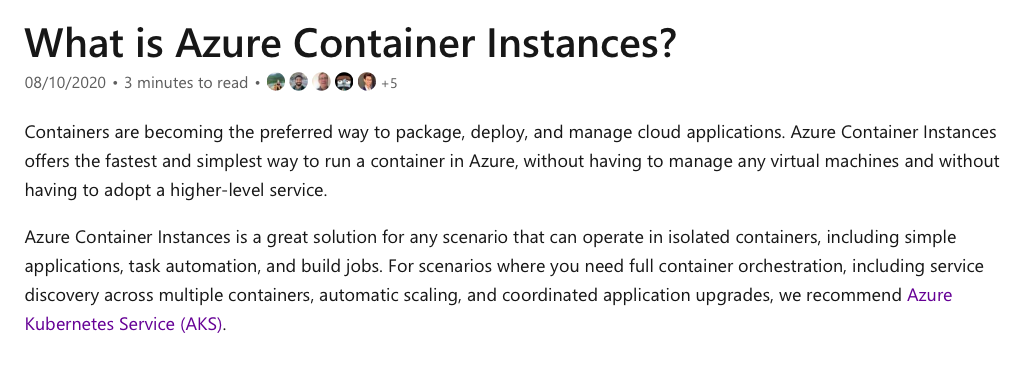 What is Azure Container Instances?
08/10/2020 • 3 minutes to read • +5
Containers are becoming the preferred way to package, deploy, and manage cloud applications. Azure Container Instances
offers the fastest and simplest way to run a container in Azure, without having to manage any virtual machines and without
having to adopt a higher-level service.
Azure Container Instances is a great solution for any scenario that can operate in isolated containers, including simple
applications, task automation, and build jobs. For scenarios where you need full container orchestration, including service
discovery across multiple containers, automatic scaling, and coordinated application upgrades, we recommend Azure
Kubernetes Service (AKS).